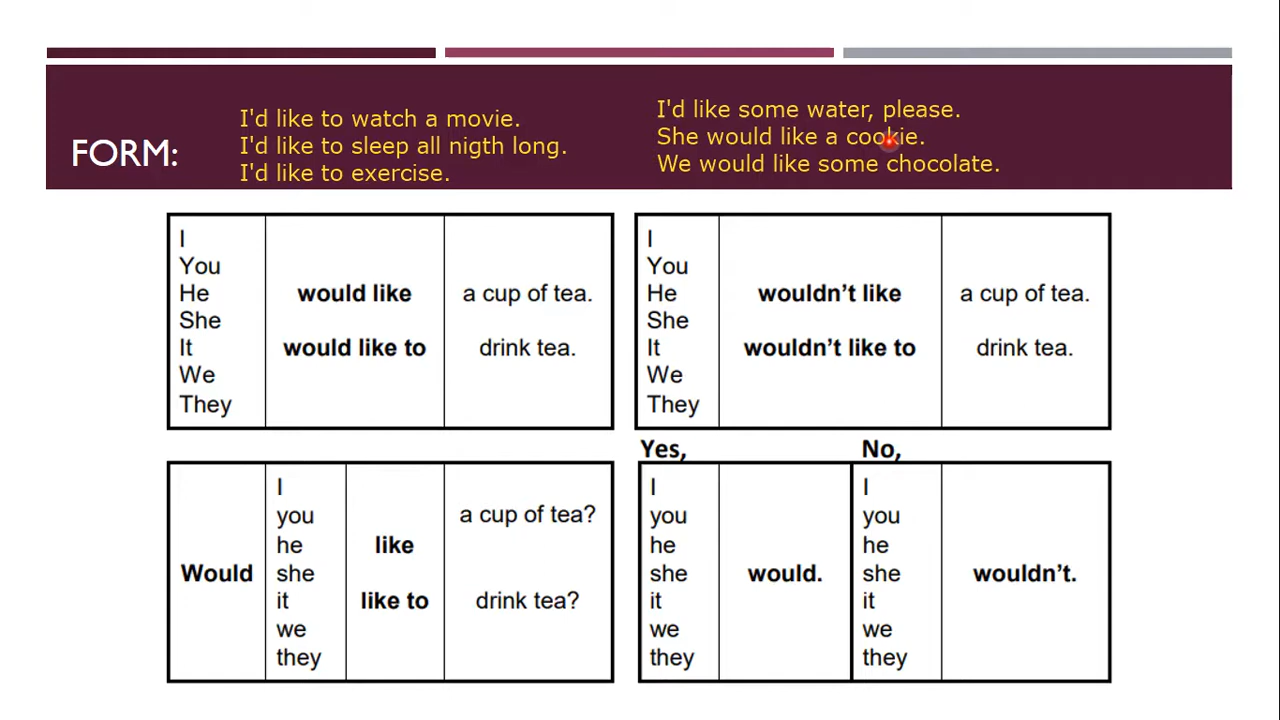 FORM:
I'd like to watch a movie.
I'd like to sleep all nigth long.
I'd like to exercise.
I'd like some water, please.
She would like a cookie.
We would like some chocolate.
I
You
He
She
It
We
They
would like
would like to
a cup of tea.
drink tea.
I
You
He
She
It
We
They
wouldn't like
wouldn't like to
a cup of tea.
drink tea.
Would
I
you
he
she
it
we
they
like
like to
a cup of tea?
drink tea?
Yes,
I
you
he
she
it
we
they
would.
No,
I
you
he
she
it
we
they
wouldn't.